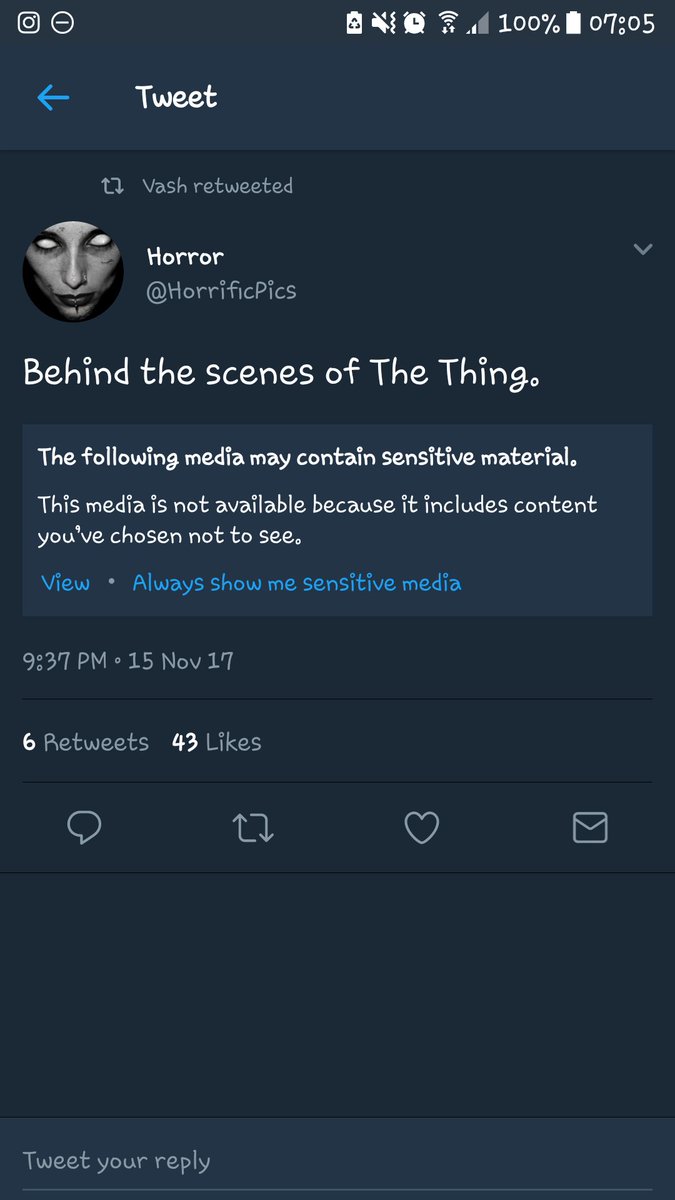 100% 07:05
Tweet
Vash retweeted
Horror
@HorrificPics
Behind the scenes of The Thing.
The following media may contain sensitive material.
This media is not available because it includes content
you've chosen not to see.
View • Always show me sensitive media
9:37 PM • 15 Nov 17
6 Retweets 43 Likes
Tweet your reply